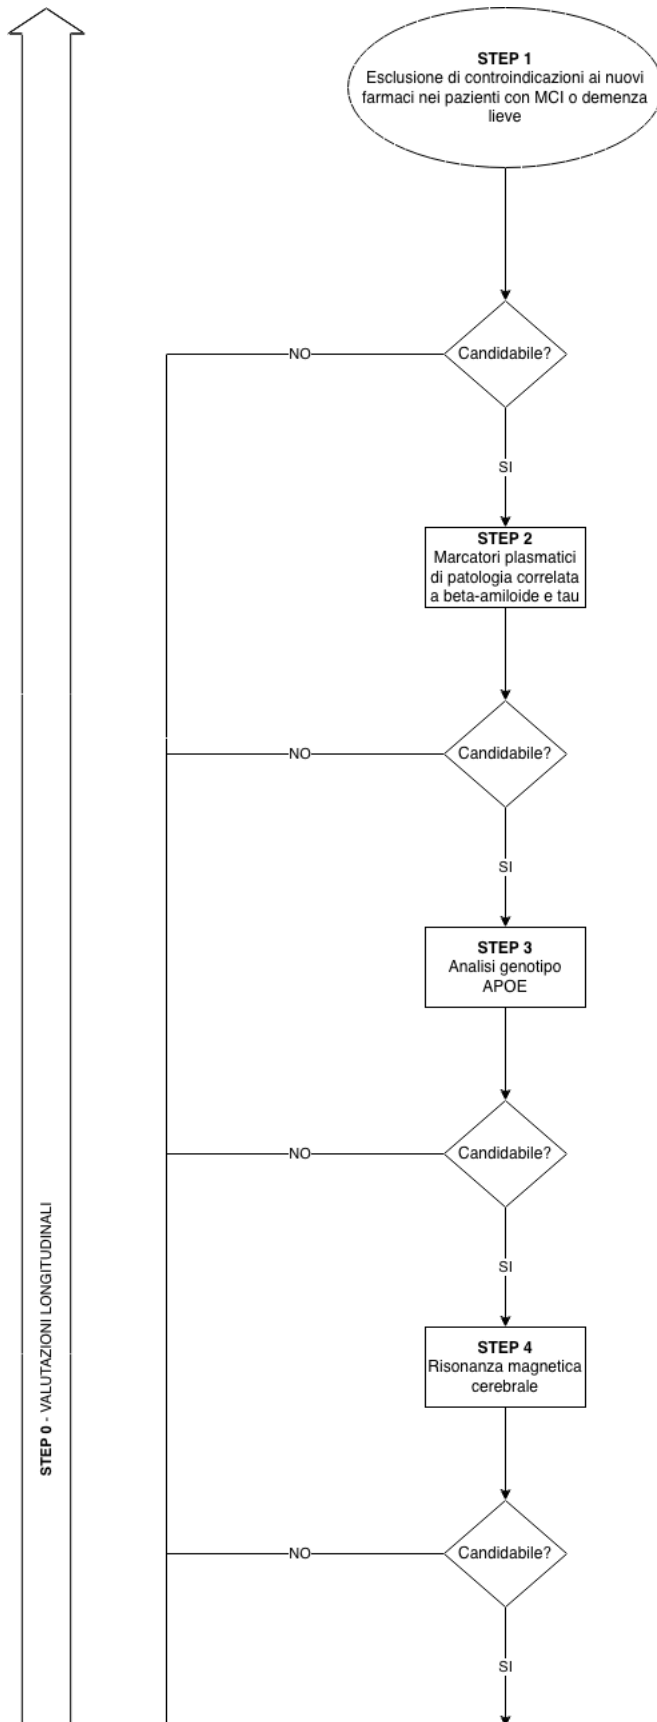 STEP 1
Esclusione di controindicazioni ai nuovi
farmaci nei pazienti con MCI o demenza
lieve
Candidabile?
NO
SI
STEP 2
Marcatori plasmatici
di patologia correlata
a beta-amiloide e tau
Candidabile?
NO
SI
STEP 3
Analisi genotipo
APOE
Candidabile?
NO
SI
STEP 4
Risonanza magnetica
cerebrale
Candidabile?
NO
SI
STEP 0 - VALUTAZIONI LONGITUDINALI